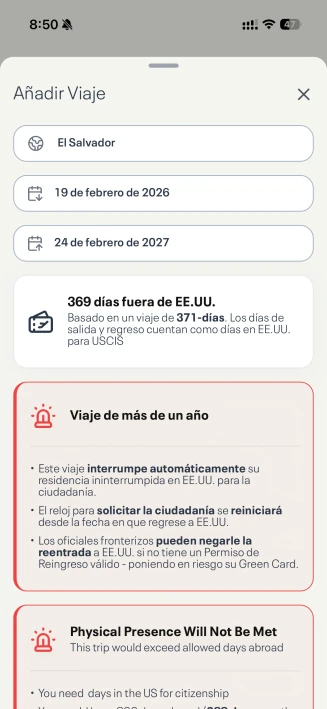 8:50
47
Añadir Viaje
El Salvador
19 de febrero de 2026
24 de febrero de 2027
369 días fuera de EE.UU.
Basado en un viaje de 371-días. Los días de
salida y regreso cuentan como días en EE.UU.
para USCIS
Viaje de más de un año
• Este viaje interrumpe automáticamente su
residencia ininterrumpida en EE.UU. para la
ciudadanía.
• El reloj para solicitar la ciudadanía se reiniciará
desde la fecha en que regrese a EE.UU.
• Los oficiales fronterizos pueden negarle la
reentrada a EE.UU. si no tiene un Permiso de
Reingreso válido - poniendo en riesgo su Green Card.
Physical Presence Will Not Be Met
This trip would exceed allowed days abroad
• You need days in the US for citizenship